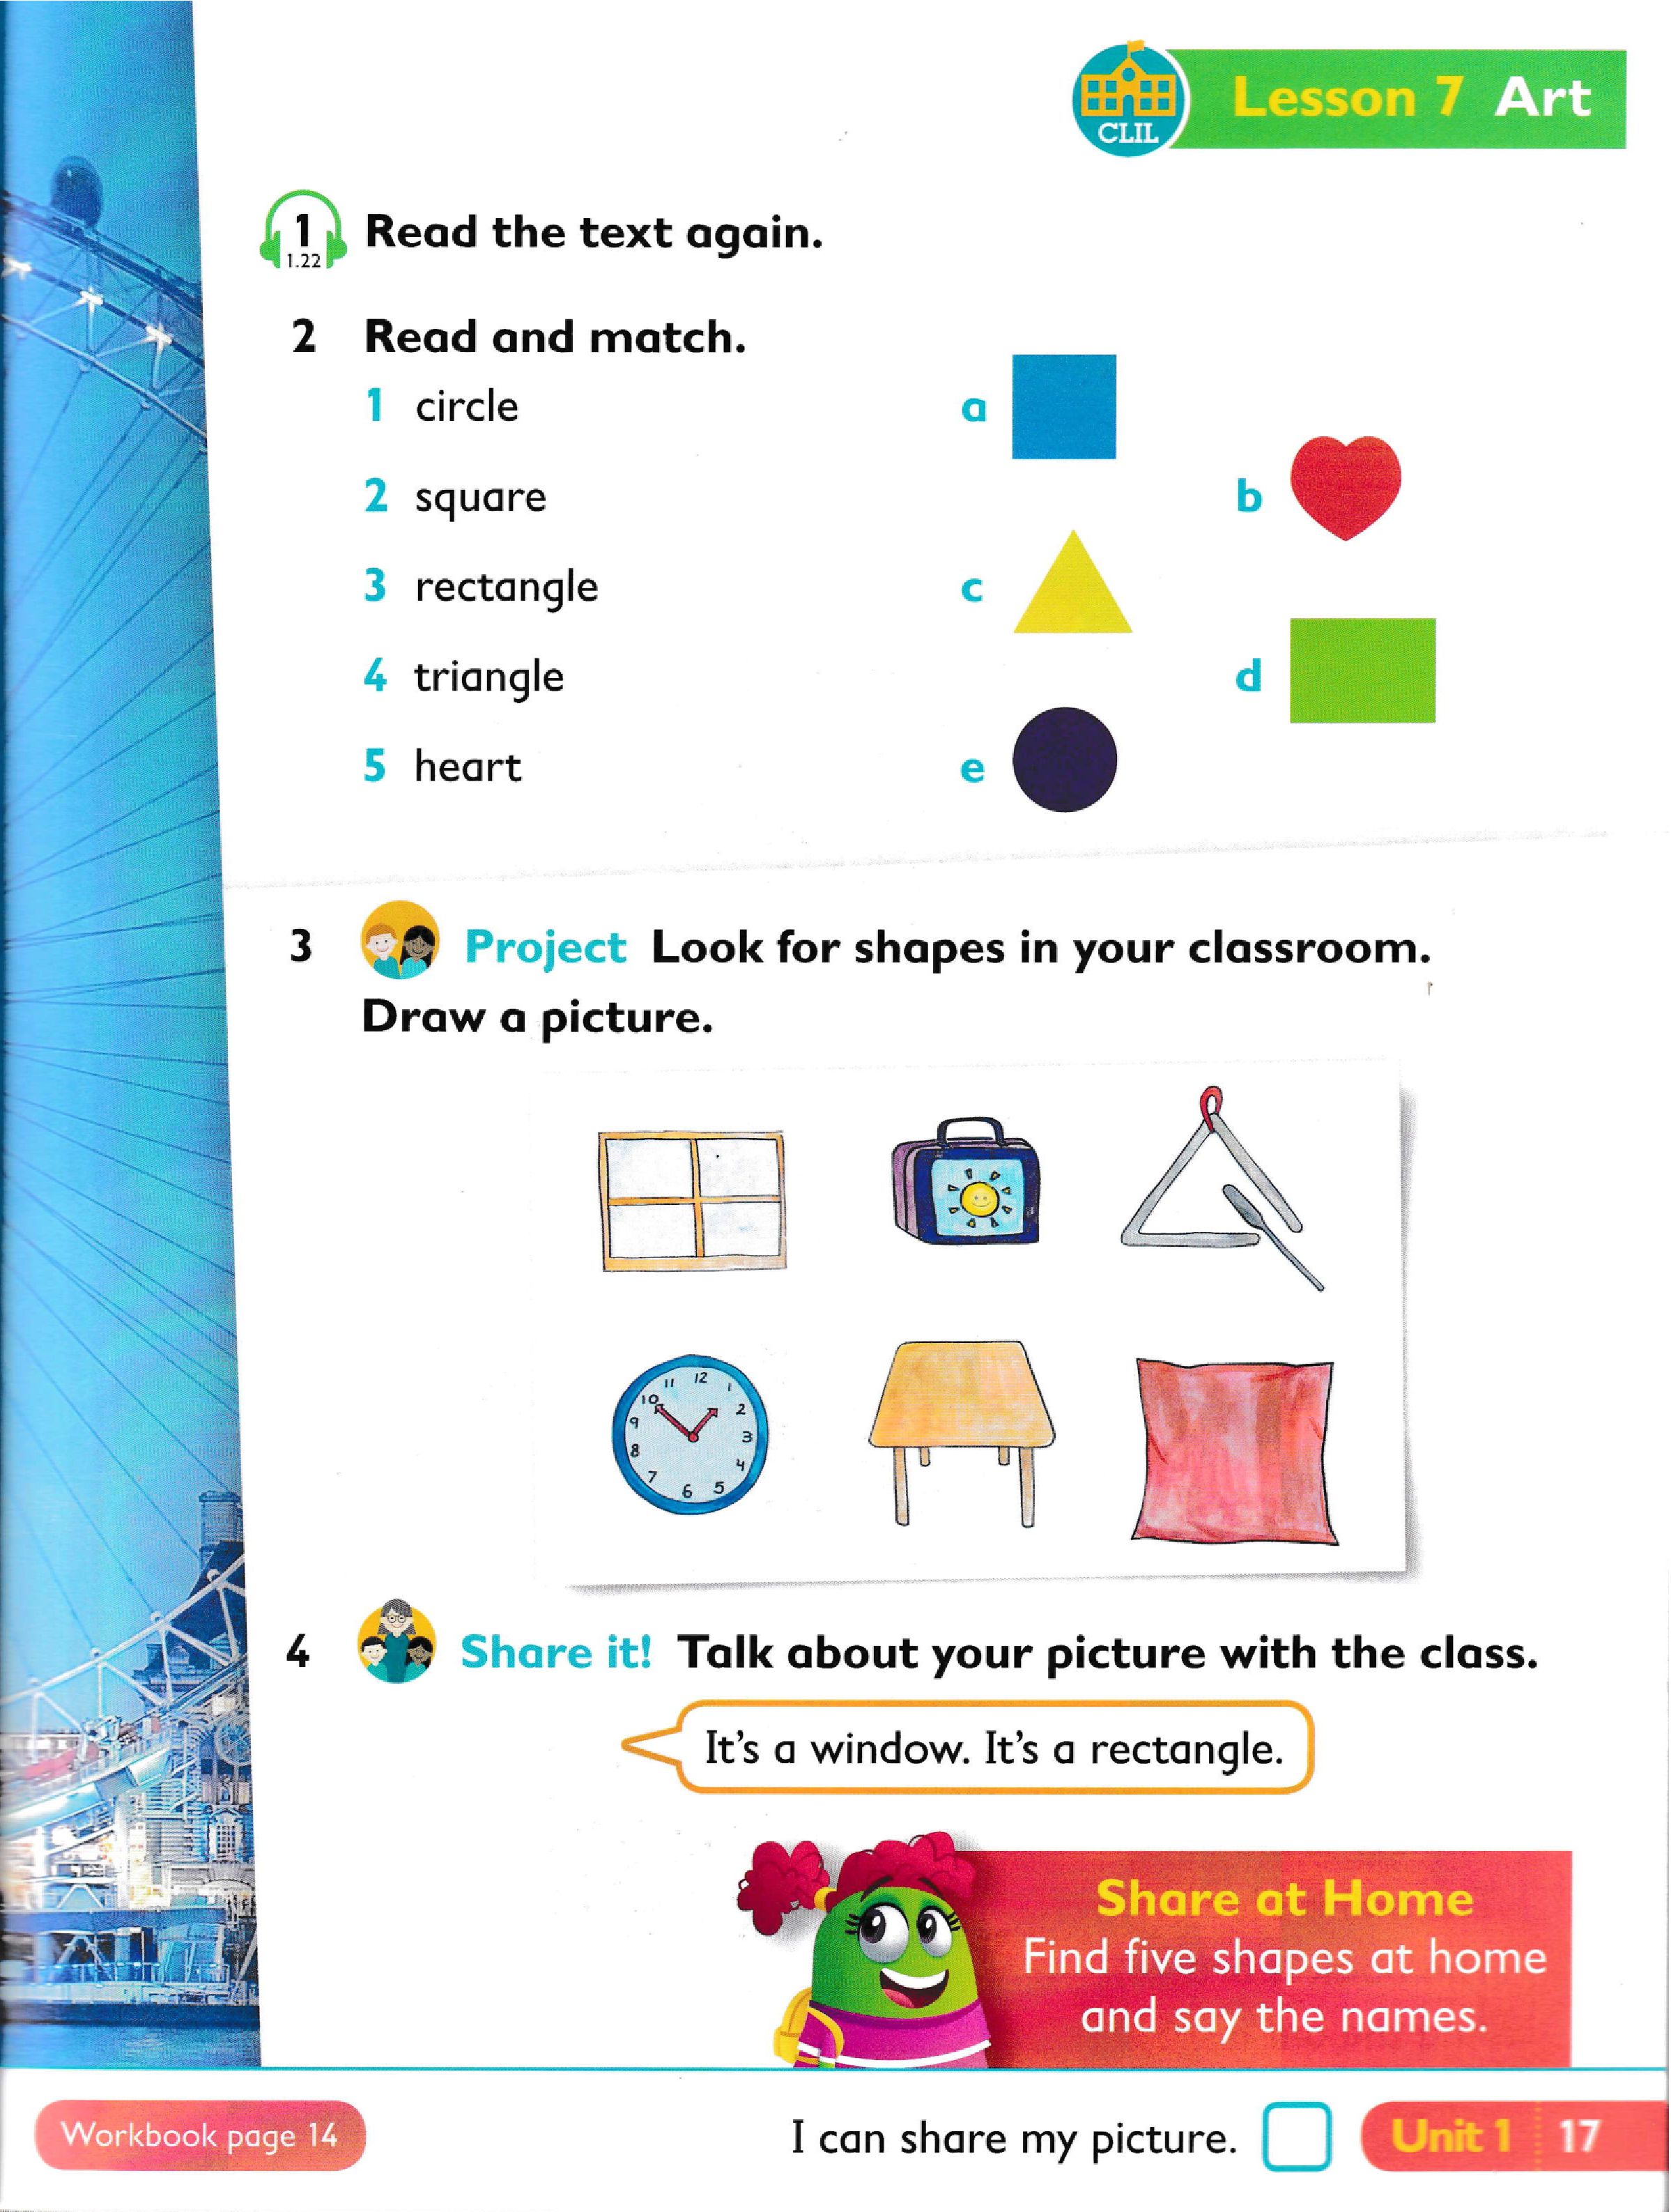 CLIL
Lesson 7 Art
1
1.22
Read the text again.
2 Read and match.
1 circle
2 square
3 rectangle
4 triangle
5 heart
a
b
c
d
e
3 Project Look for shapes in your classroom.
Draw a picture.
12
1
2
3
4
5
6
7
8
9
10
11
4 Share it! Talk about your picture with the class.
It's a window. It's a rectangle.
Share at Home
Find five shapes at home
and say the names.
Workbook page 14
I can share my picture.
Unit 1 17